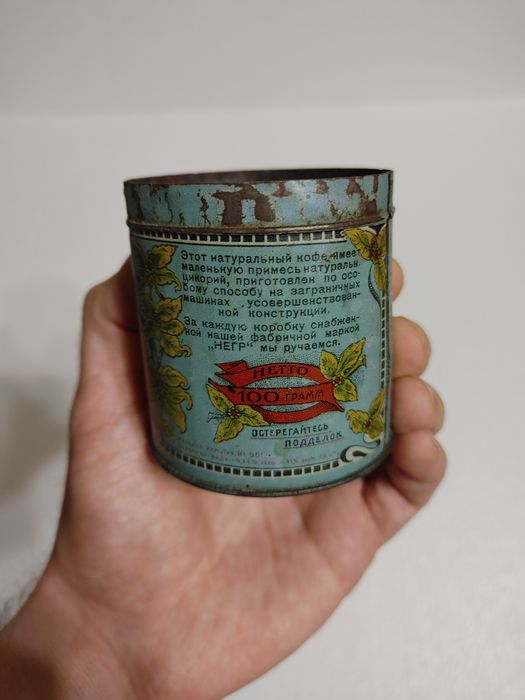 Этот натуральный кофе имеет
маленькую примесь натуральн.
цикорий, приготовлен по осо-
бому способу на заграничных
машинах усовершенствован-
ной конструкции.
За каждую коробку снабжен-
ной нашей фабричной маркой
„НЕГР“ мы ручаемся.
НЕТТО
100 ГРАММ
ОСТЕРЕГАЙТЕСЬ
ПОДДЕЛОК